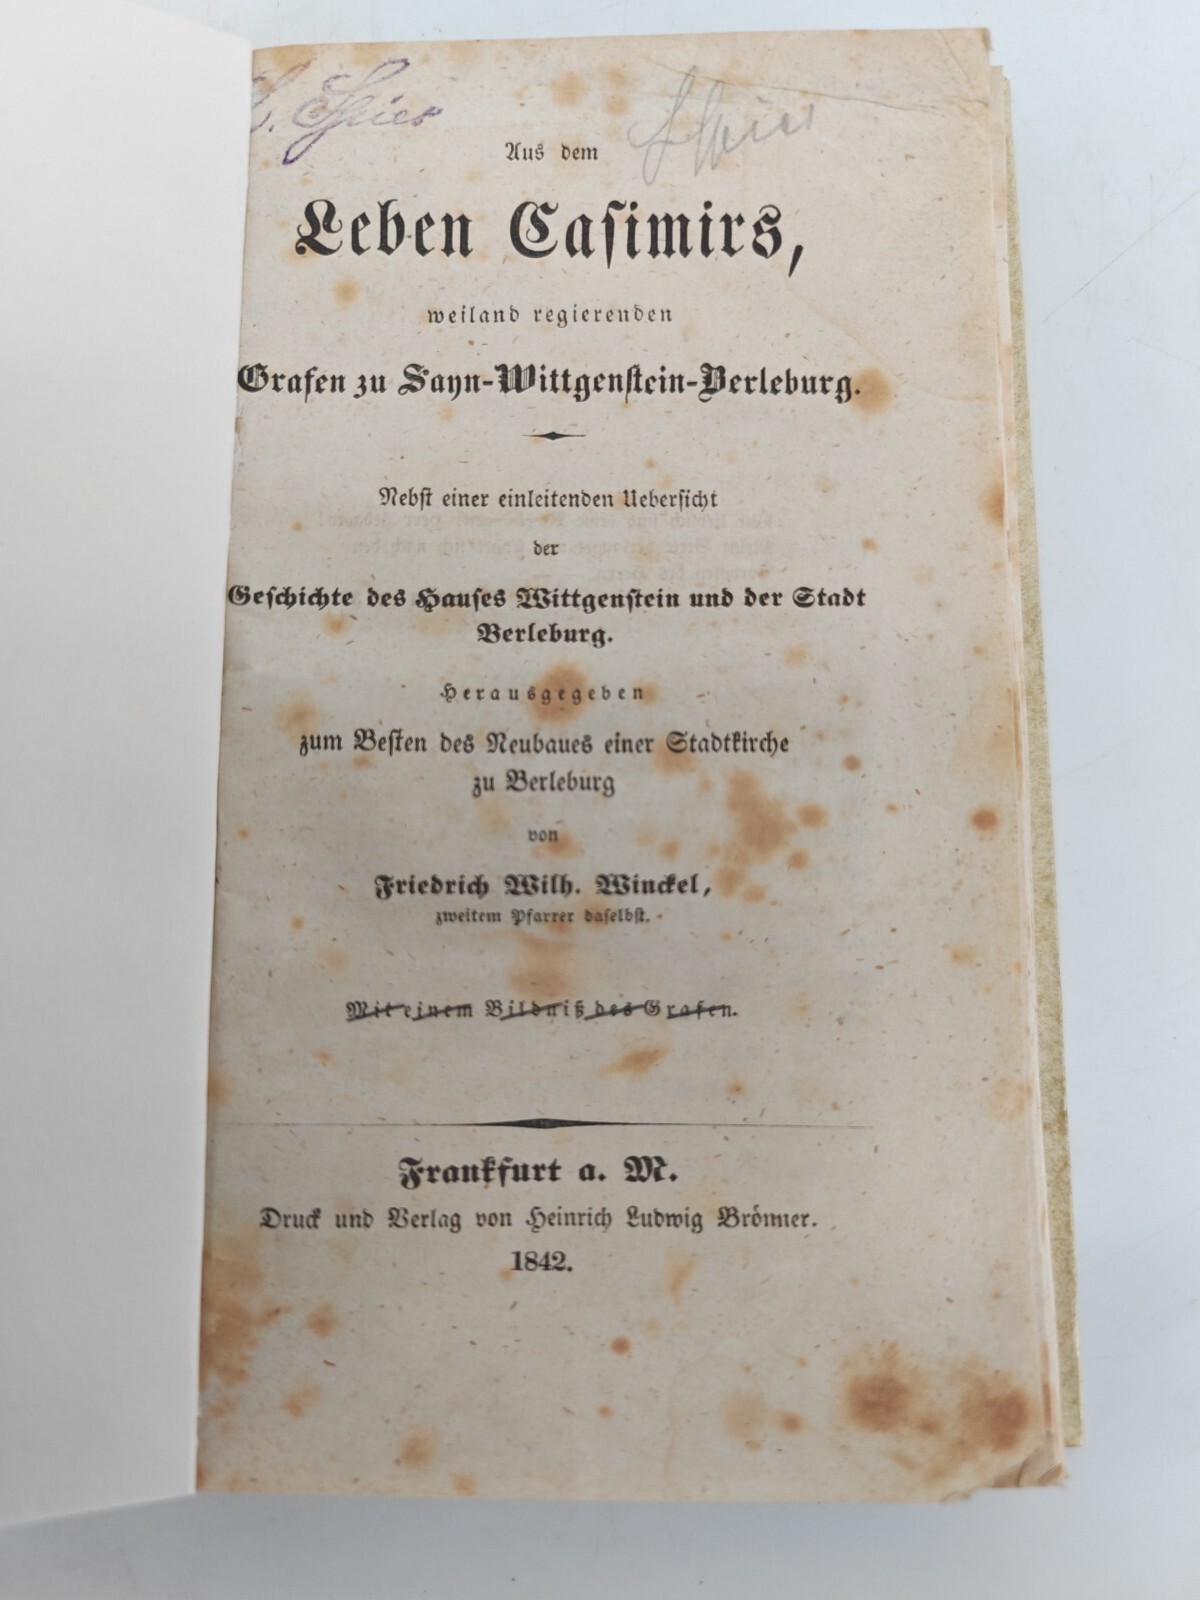 Spier
Spier
Aus dem
Leben Casimirs,
weiland regierenden
Grafen zu Sayn-Wittgenstein-Berleburg.
Nebst einer einleitenden Uebersicht
der
Geschichte des Hauses Wittgenstein und der Stadt
Berleburg.
Herausgegeben
zum Besten des Neubaues einer Stadtkirche
zu Berleburg
von
Friedrich Wilh. Winckel,
zweitem Pfarrer daselbst.
Mit einem Bildniß des Grafen.
Frankfurt a. M.
Druck und Verlag von Heinrich Ludwig Brönner.
1842.